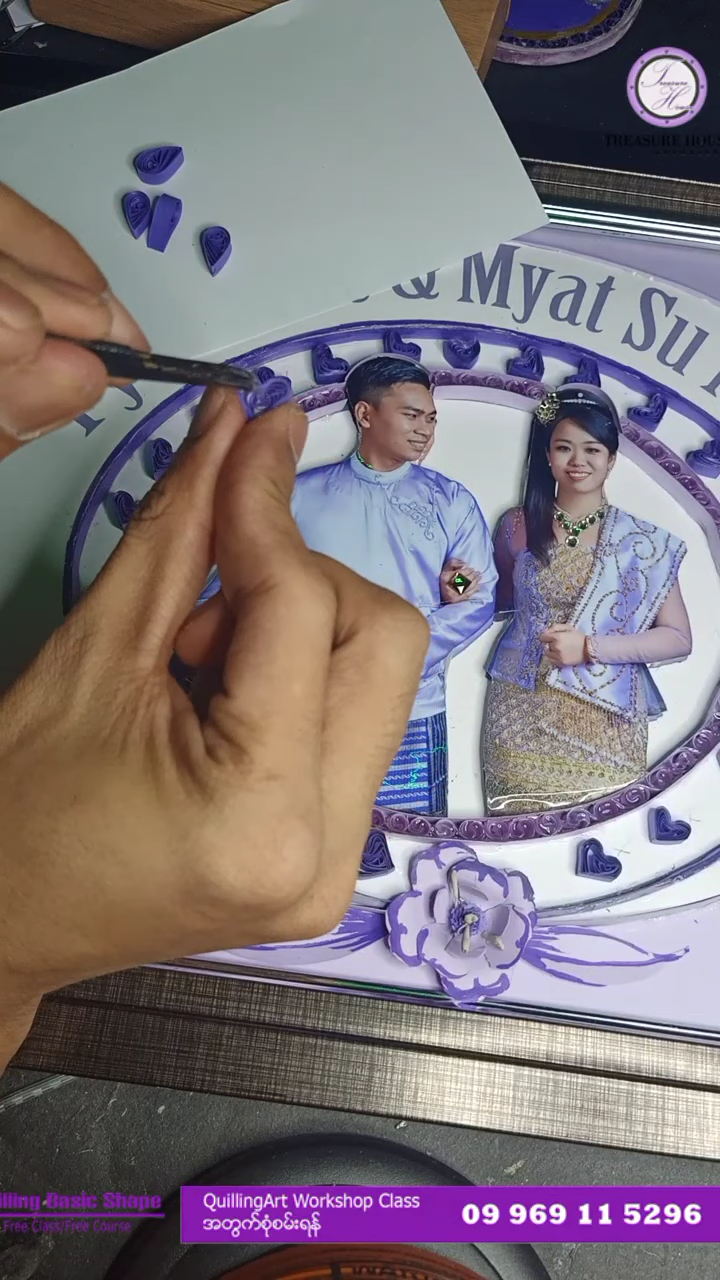 TREASURE HOUS
& Myat Su
Quilling Basic Shape
Free Class/Free Course
QuillingArt Workshop Class
အတွက်စုံစမ်းရန်
09 969 11 5296